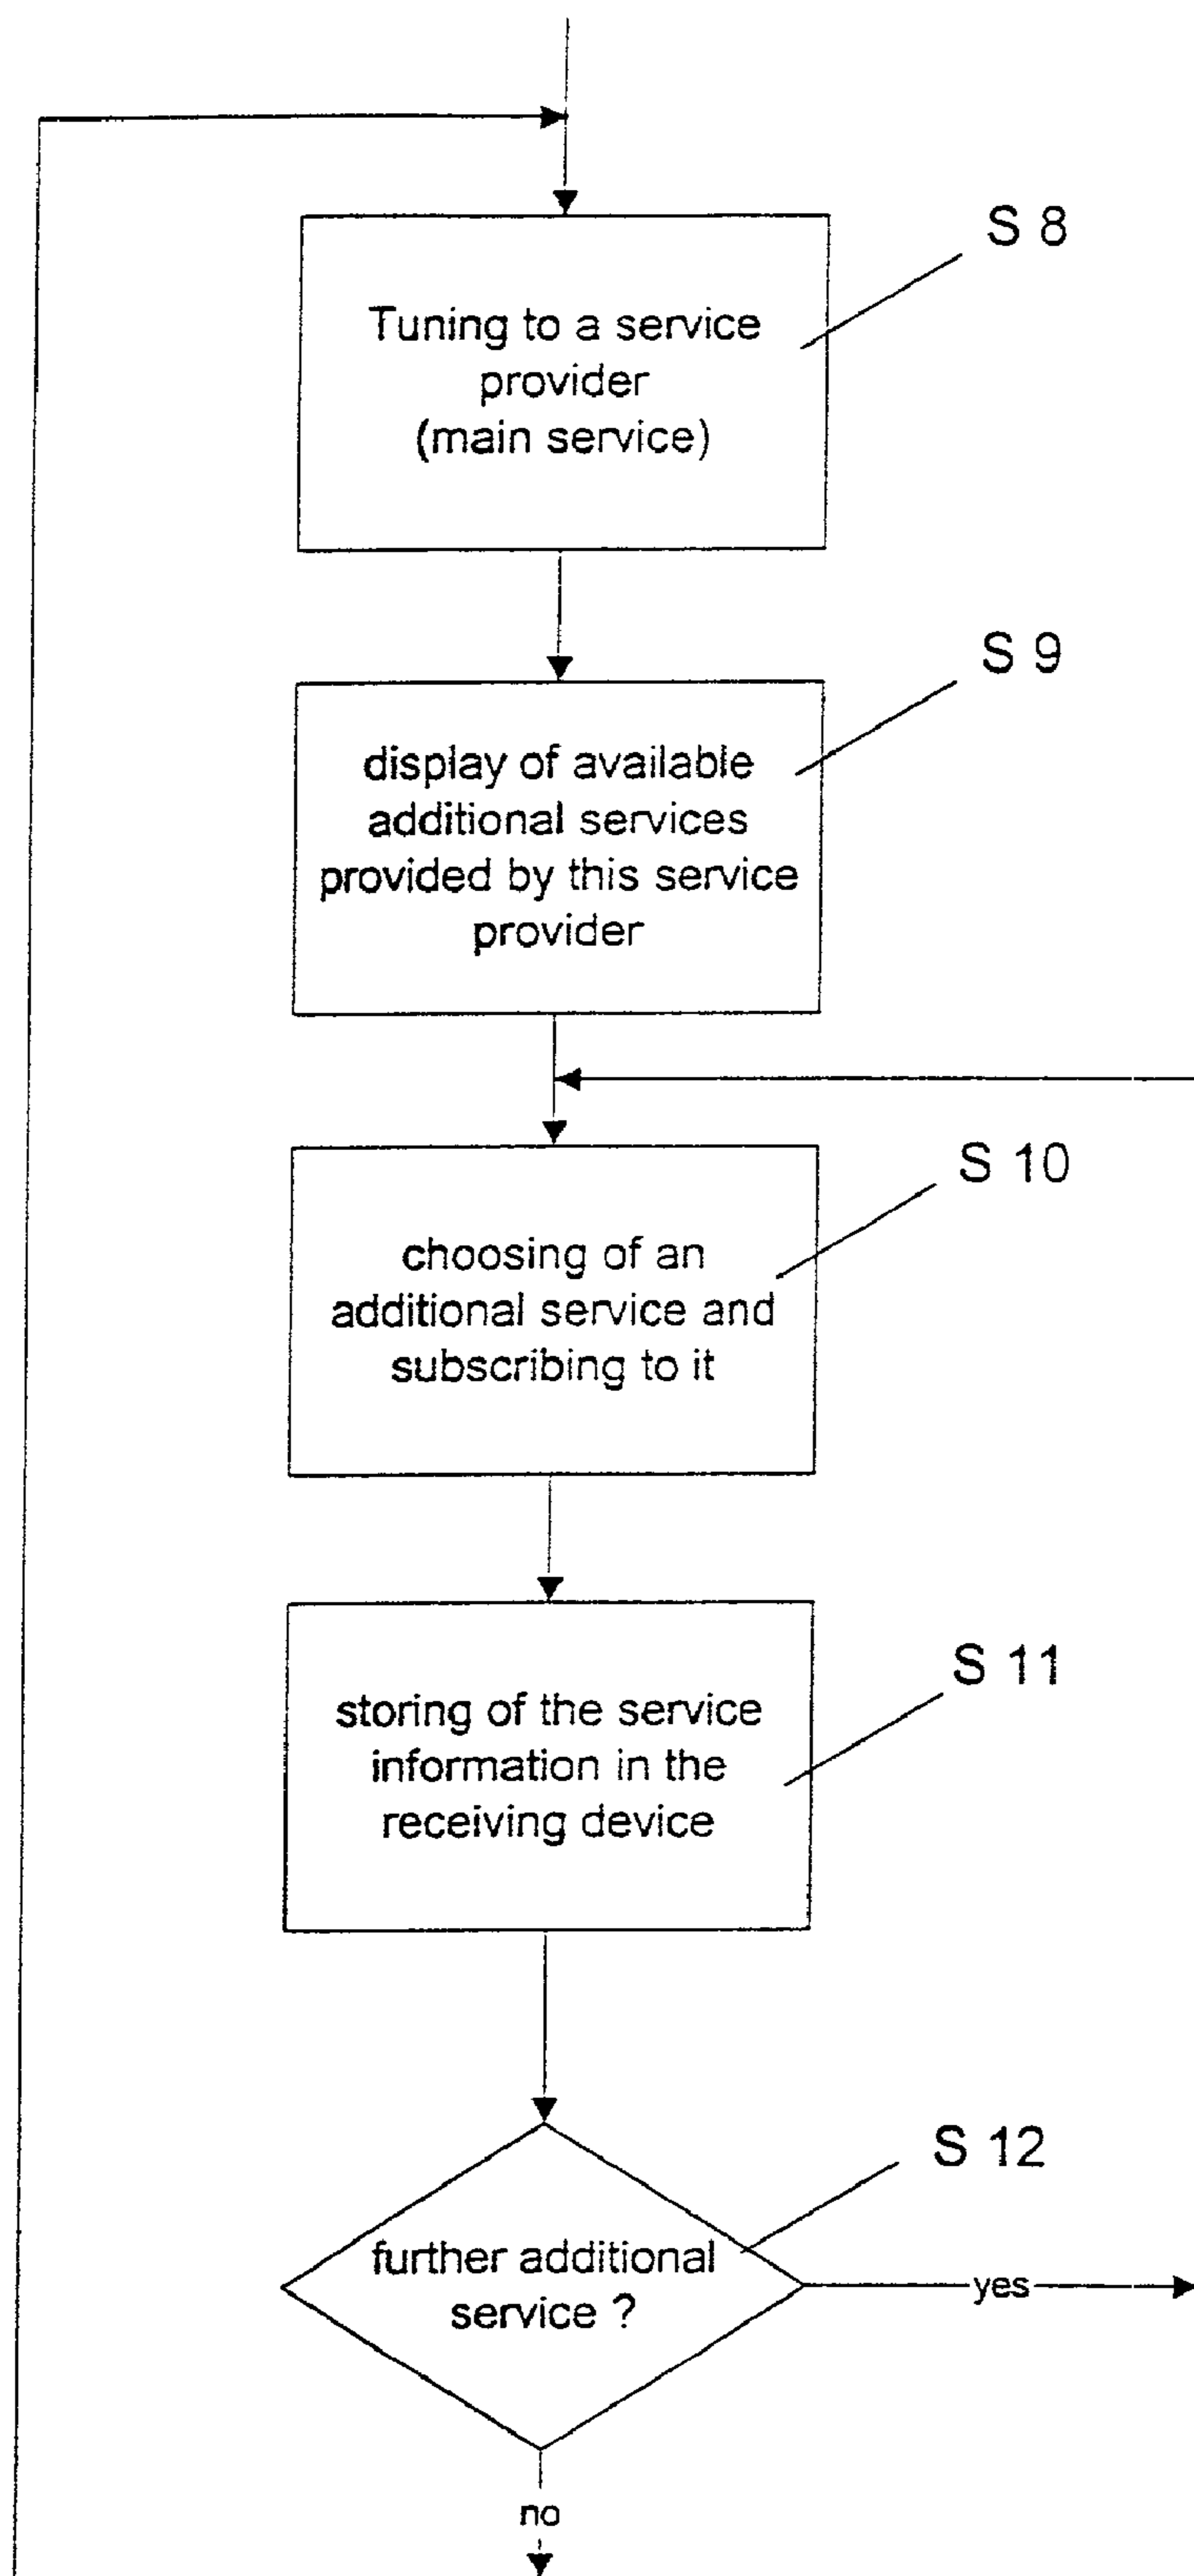 S 8
Tuning to a service
provider
(main service)
S 9
display of available
additional services
provided by this service
provider
S 10
choosing of an
additional service and
subscribing to it
S 11
storing of the service
information in the
receiving device
S 12
further additional
service ?
yes
no